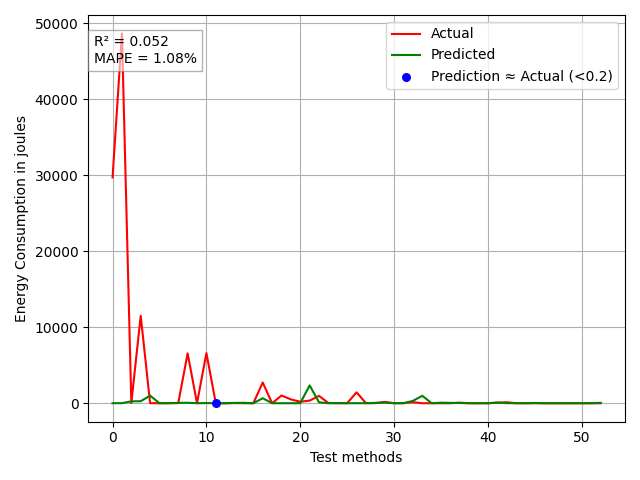 R² = 0.052
MAPE = 1.08%
Actual
Predicted
Prediction ≈ Actual (<0.2)
50000
40000
30000
20000
10000
0
Energy Consumption in joules
0 10 20 30 40 50
Test methods